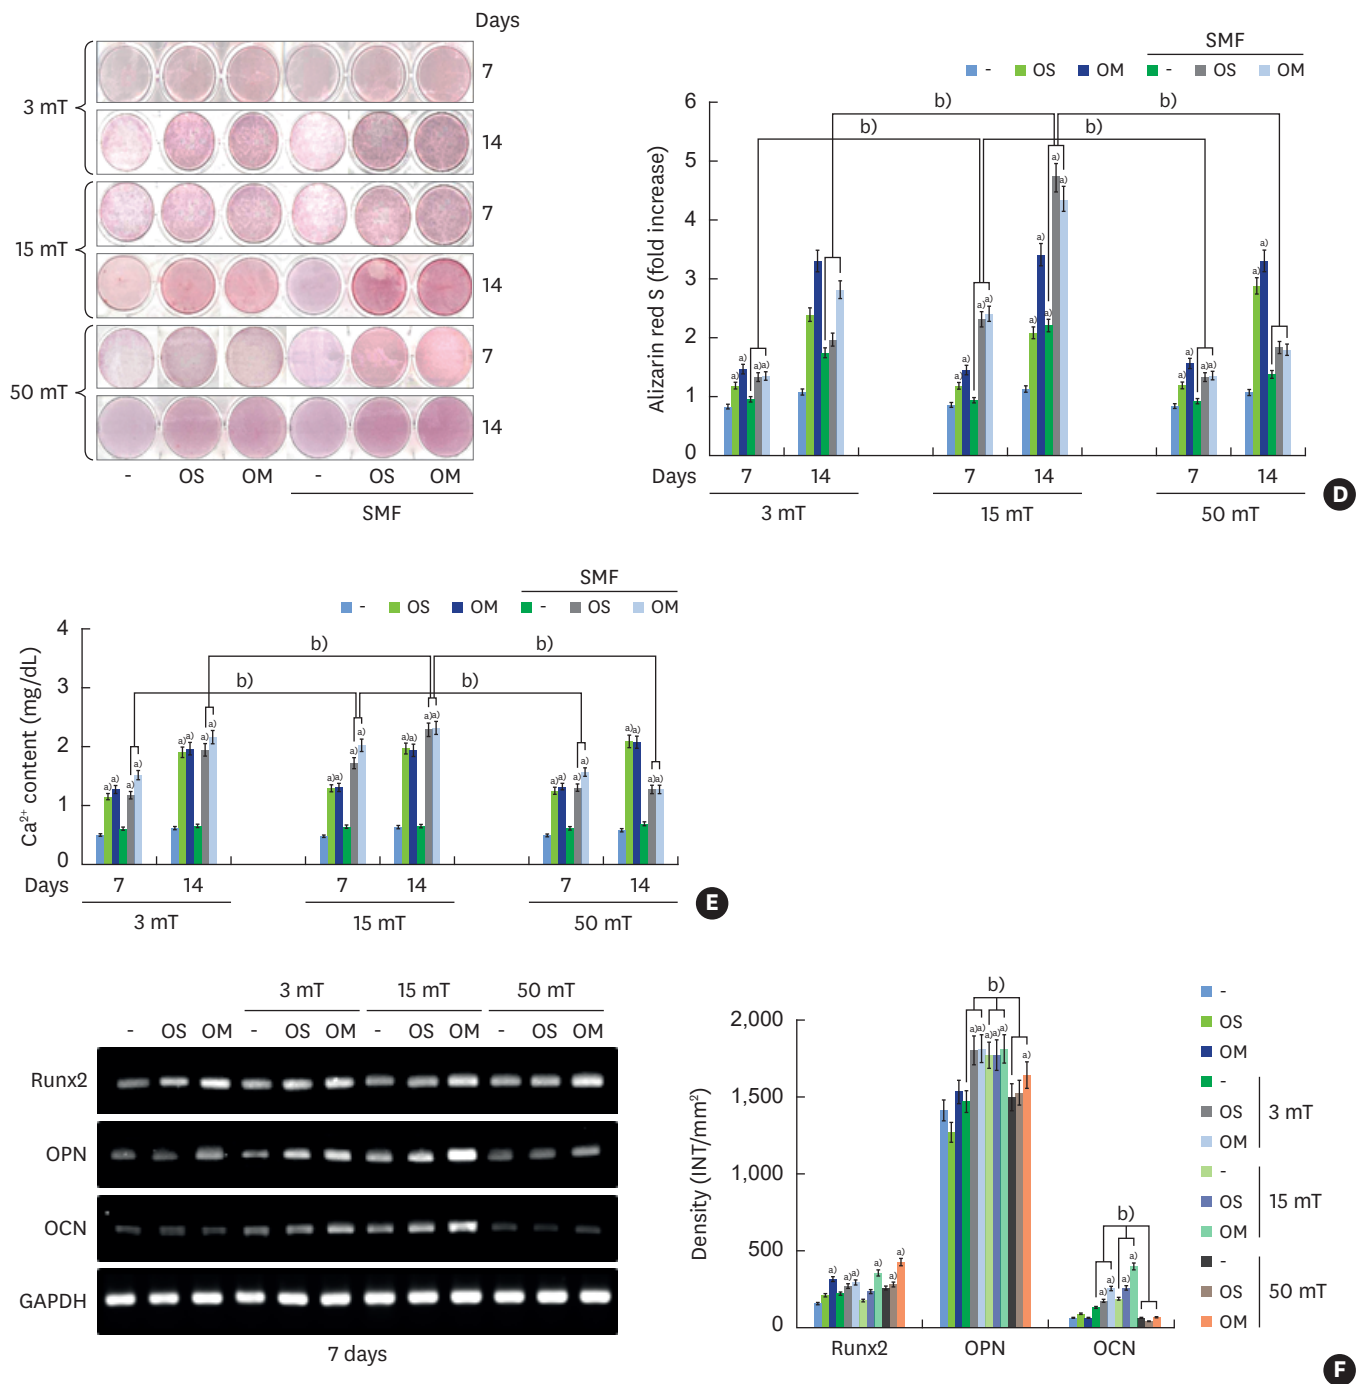 Days
3 mT
7
14
15 mT
7
14
50 mT
7
14
- OS OM - OS OM
SMF
SMF
- OS OM - OS OM
Alizarin red S (fold increase)
6
5
4
3
2
1
0
b) b)
b) b)
a) a) a) a) a)
a) a) a) a)
a) a) a) a)
a) a) a) a)
a) a) a) a)
Days 7 14 7 14 7 14
3 mT 15 mT 50 mT
D
SMF
- OS OM - OS OM
Ca²⁺ content (mg/dL)
4
3
2
1
0
b) b)
b) b)
a) a) a) a)
a) a) a) a)
a) a) a) a)
a) a) a) a)
a) a) a) a)
a) a) a) a)
Days 7 14 7 14 7 14
3 mT 15 mT 50 mT
E
3 mT 15 mT 50 mT
- OS OM - OS OM - OS OM - OS OM
Runx2
OPN
OCN
GAPDH
7 days
Density (INT/mm²)
2,000
1,500
1,000
500
0
a) a) a) a) a) a)
b)
a) a) a) a) a) a)
b)
a) a) a) a) a)
Runx2 OPN OCN
-
OS
OM
-
OS 3 mT
OM
-
OS 15 mT
OM
-
OS 50 mT
OM
F